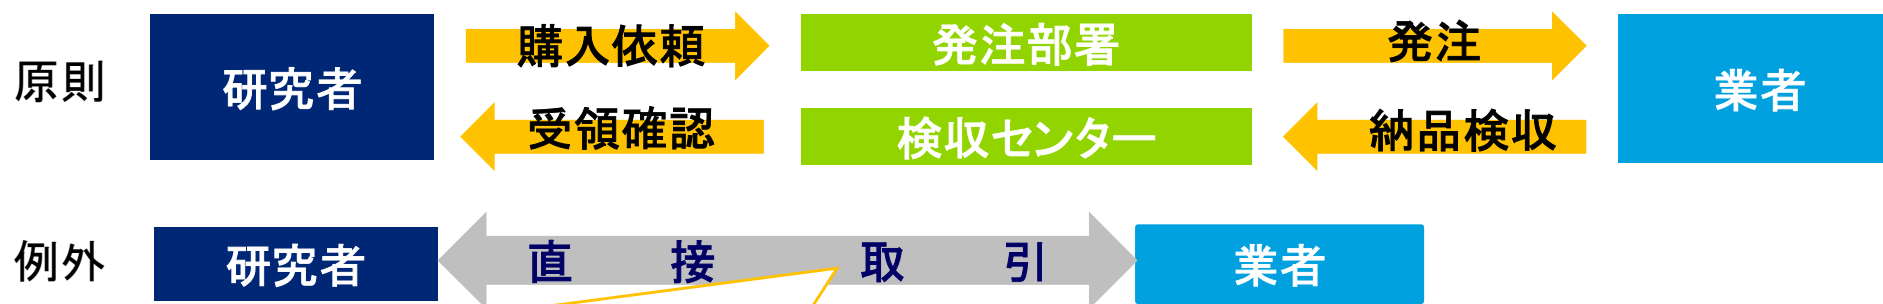 原則
研究者
購入依頼
発注部署
発注
業者
受領確認
検収センター
納品検収
例外
研究者
直接取引
業者